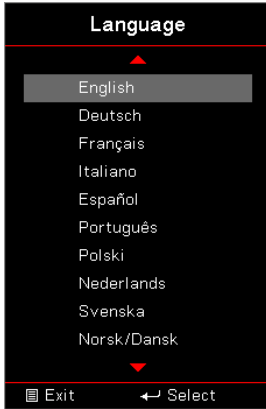 Language
English
Deutsch
Français
Italiano
Español
Português
Polski
Nederlands
Svenska
Norsk/Dansk
Exit Select